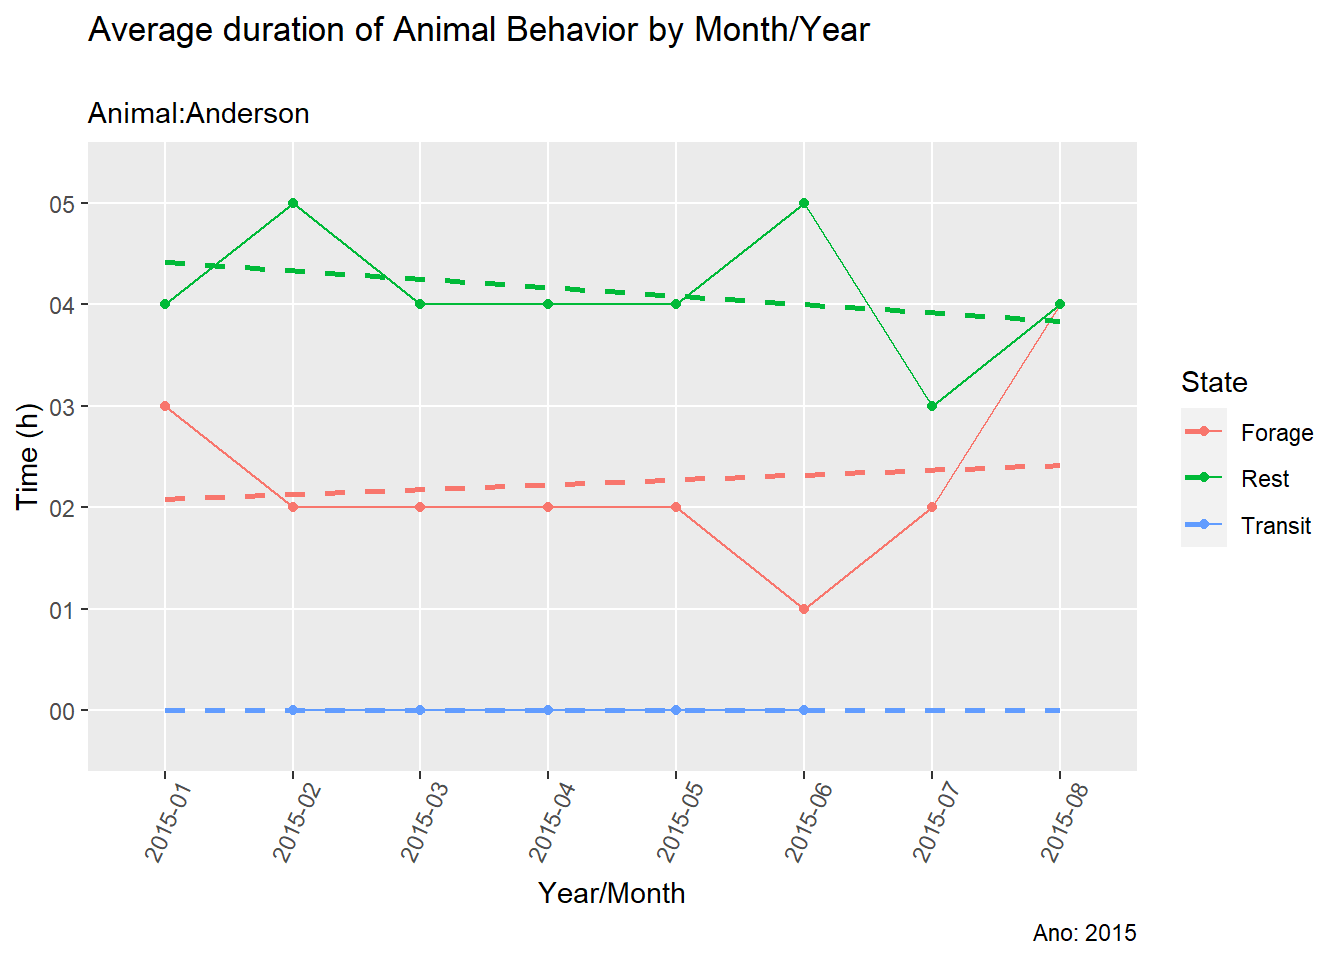 Average duration of Animal Behavior by Month/Year
Animal:Anderson
Time (h)
05
04
03
02
01
00
2015-01
2015-02
2015-03
2015-04
2015-05
2015-06
2015-07
2015-08
Year/Month
State
Forage
Rest
Transit
Ano: 2015